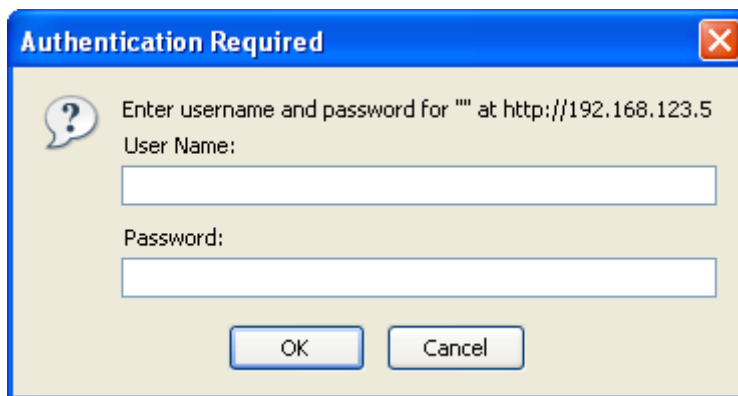 Authentication Required
Enter username and password for "" at http://192.168.123.5
User Name:
Password:
OK Cancel